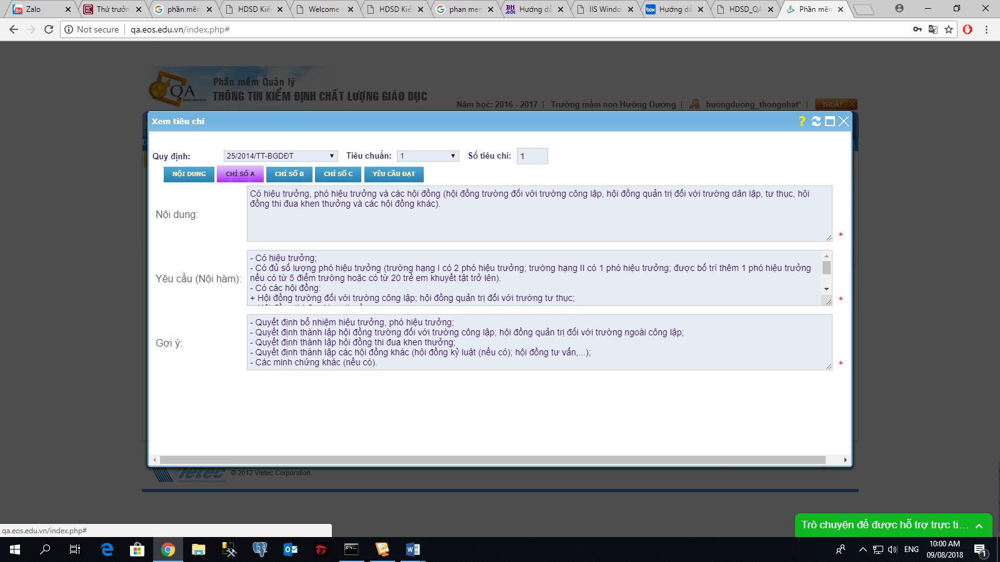 Zalo
Thứ trưởn
phần mền
HDSD Kiể
Welcome
HDSD Kiể
phan men
Hướng dẫ
IIS Windo
Hướng dẫ
HDSD_QA
Phần mền
Not secure
qa.eos.edu.vn/index.php#
QA
Phần mềm Quản lý
THÔNG TIN KIỂM ĐỊNH CHẤT LƯỢNG GIÁO DỤC
Năm học: 2016 - 2017 | Trường mầm non Hướng Dương | huongduong_thongnhat* | THOÁT
Xem tiêu chí
Quy định: 25/2014/TT-BGDĐT Tiêu chuẩn: 1 Số tiêu chí: 1
NỘI DUNG CHỈ SỐ A CHỈ SỐ B CHỈ SỐ C YÊU CẦU ĐẠT
Nội dung:
Có hiệu trưởng, phó hiệu trưởng và các hội đồng (hội đồng trường đối với trường công lập, hội đồng quản trị đối với trường dân lập, tư thục, hội
đồng thi đua khen thưởng và các hội đồng khác).
*
Yêu cầu (Nội hàm):
- Có hiệu trưởng;
- Có đủ số lượng phó hiệu trưởng (trường hạng I có 2 phó hiệu trưởng; trường hạng II có 1 phó hiệu trưởng; được bố trí thêm 1 phó hiệu trưởng
nếu có từ 5 điểm trường hoặc có từ 20 trẻ em khuyết tật trở lên).
- Có các hội đồng:
+ Hội đồng trường đối với trường công lập; hội đồng quản trị đối với trường tư thục;
*
Gợi ý:
- Quyết định bổ nhiệm hiệu trưởng, phó hiệu trưởng;
- Quyết định thành lập hội đồng trường đối với trường công lập; hội đồng quản trị đối với trường ngoài công lập;
- Quyết định thành lập hội đồng thi đua khen thưởng;
- Quyết định thành lập các hội đồng khác (hội đồng kỷ luật (nếu có); hội đồng tư vấn,...);
- Các minh chứng khác (nếu có).
*
Vietec
© 2012 Vietec Corporation.
Trò chuyện để được hỗ trợ trực ti...
qa.eos.edu.vn/index.php#
ENG
10:00 AM
09/08/2018
1